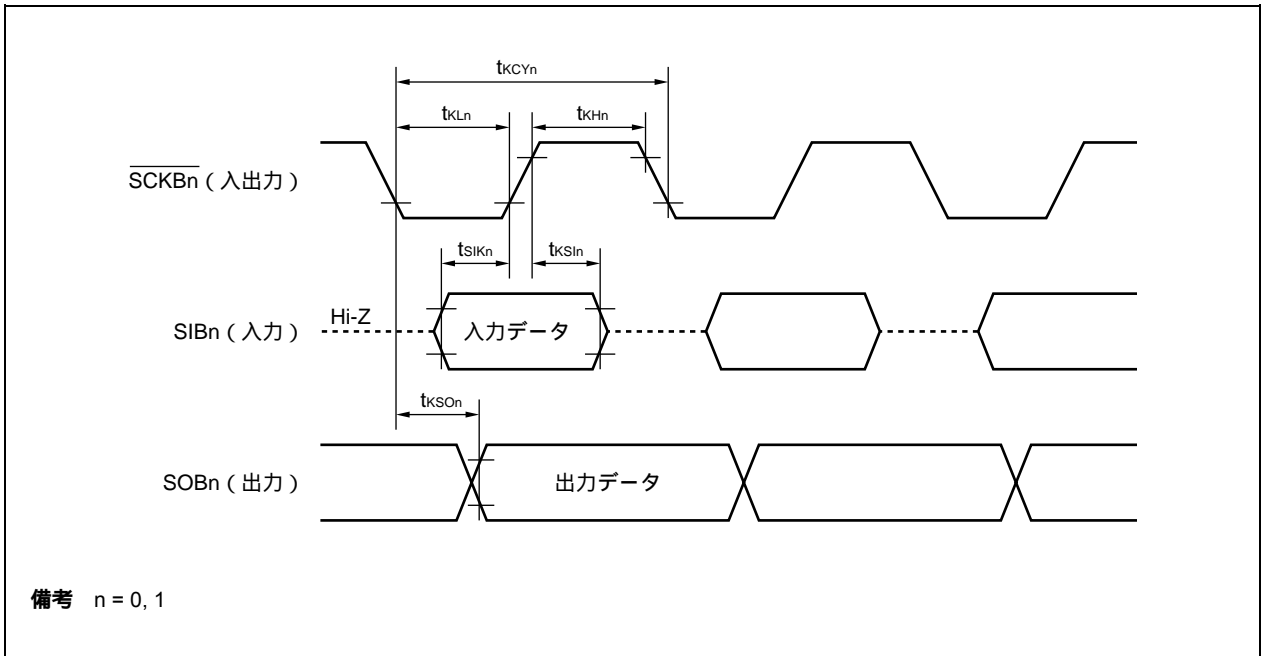 tKCYn
tKLn
tKHn
SCKBn（入出力）
tSIKn
tKSIn
SIBn（入力）
Hi-Z
入力データ
tKSOn
SOBn（出力）
出力データ
備考 n = 0, 1